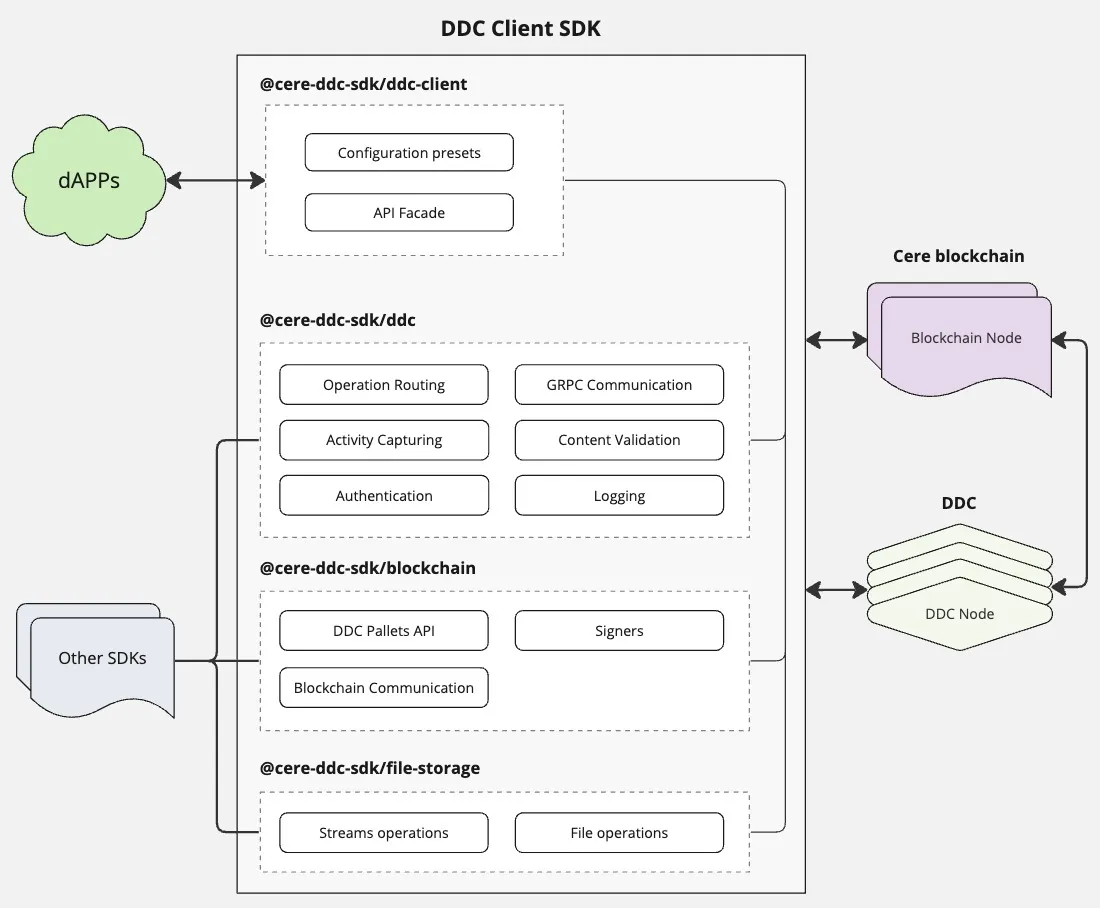 DDC Client SDK
@cere-ddc-sdk/ddc-client
Configuration presets
API Facade
dAPPs
@cere-ddc-sdk/ddc
Operation Routing
GRPC Communication
Activity Capturing
Content Validation
Authentication
Logging
@cere-ddc-sdk/blockchain
DDC Pallets API
Signers
Blockchain Communication
Other SDKs
@cere-ddc-sdk/file-storage
Streams operations
File operations
Cere blockchain
Blockchain Node
DDC
DDC Node